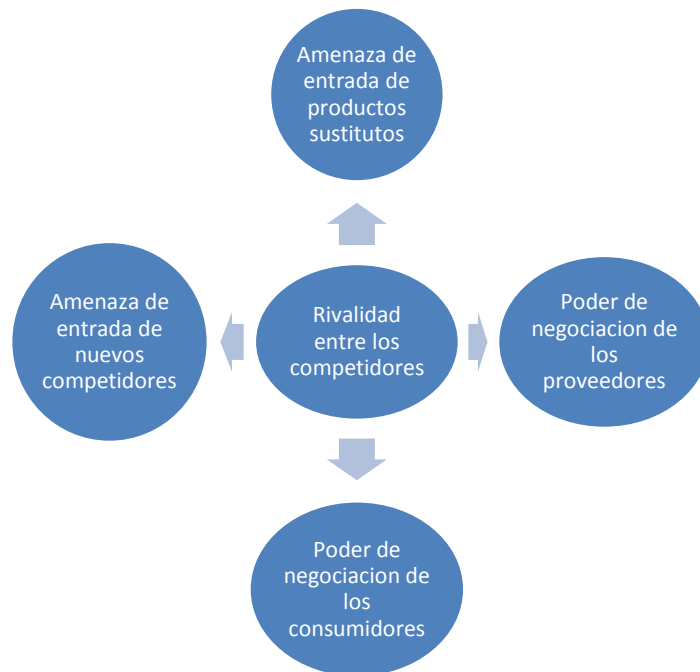 Amenaza de
entrada de
productos
sustitutos
Amenaza de
entrada de
nuevos
competidores
Rivalidad
entre los
competidores
Poder de
negociacion de
los
proveedores
Poder de
negociacion de
los
consumidores